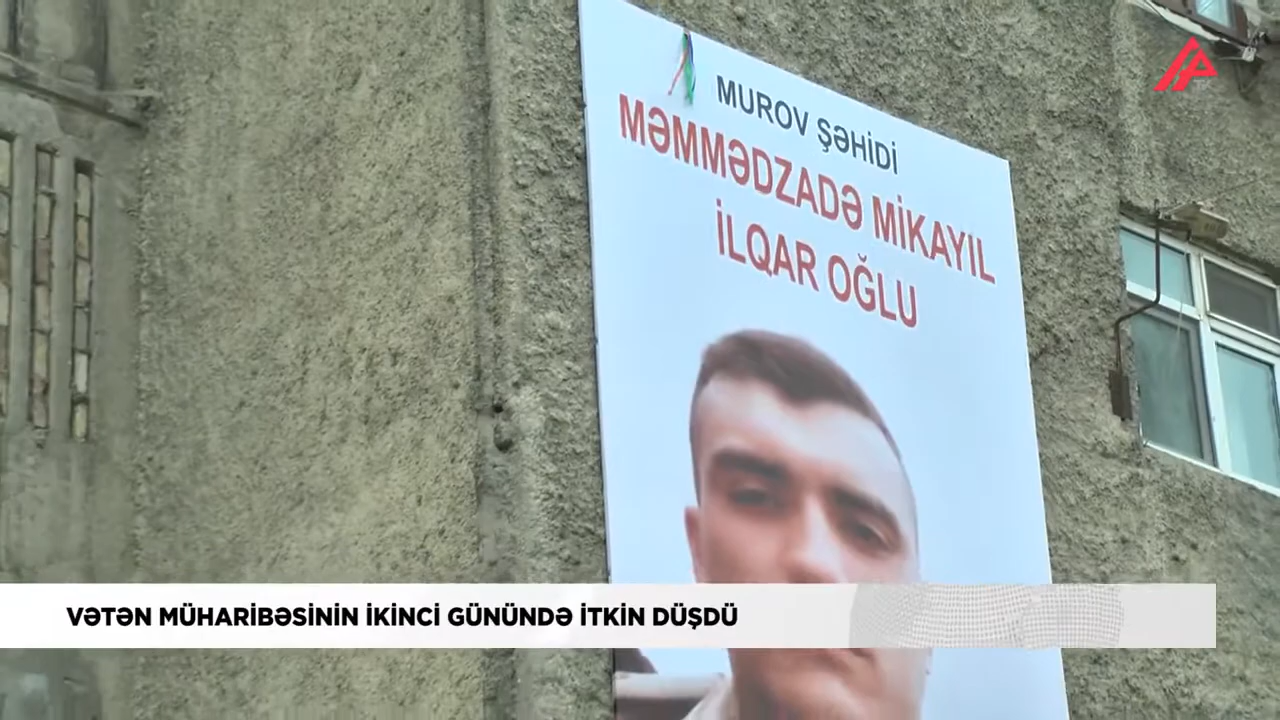 MUROV ŞƏHİDİ
MƏMMƏDZADƏ MİKAYIL
İLQAR OĞLU
VƏTƏN MÜHARİBƏSİNİN İKİNCİ GÜNÜNDƏ İTKİN DÜŞDÜ